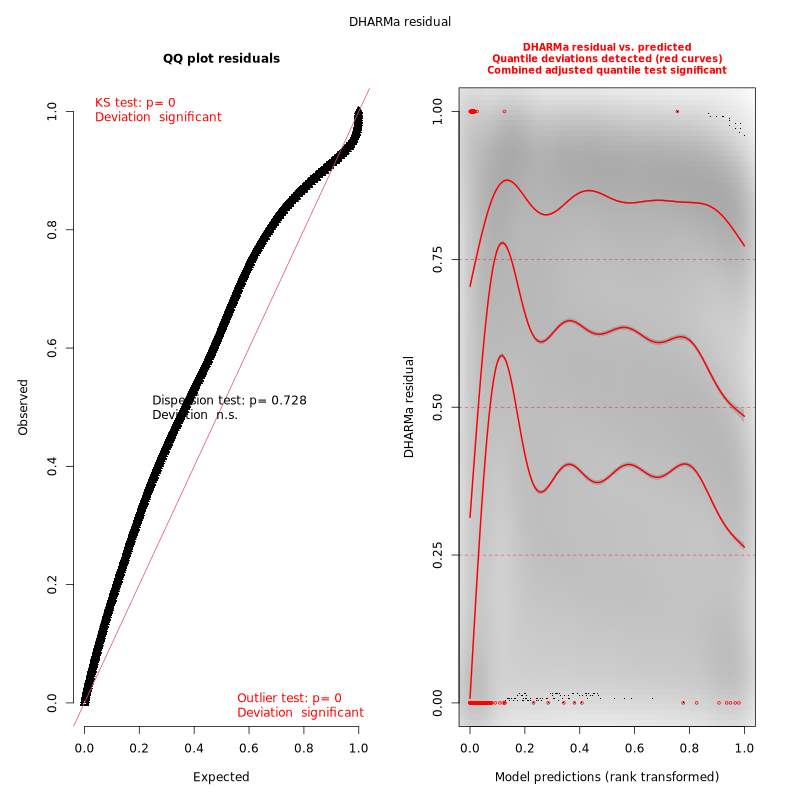 DHARMa residual
QQ plot residuals
KS test: p= 0
Deviation  significant
Dispersion test: p= 0.728
Deviation  n.s.
Outlier test: p= 0
Deviation  significant
Observed
0.0
0.2
0.4
0.6
0.8
1.0
0.0 0.2 0.4 0.6 0.8 1.0
Expected
DHARMa residual vs. predicted
Quantile deviations detected (red curves)
Combined adjusted quantile test significant
DHARMa residual
0.00
0.25
0.50
0.75
1.00
0.0 0.2 0.4 0.6 0.8 1.0
Model predictions (rank transformed)